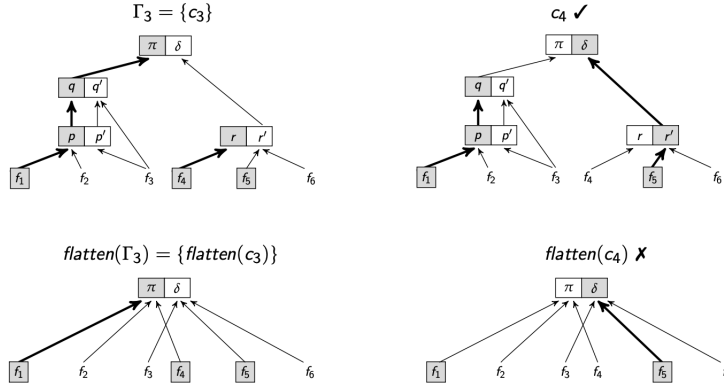 Γ₃ = {c₃}
c₄ ✓
π δ
π δ
q q′
q q′
p p′
r r′
p p′
r r′
f₁ f₂ f₃ f₄ f₅ f₆
f₁ f₂ f₃ f₄ f₅ f₆
flatten(Γ₃) = {flatten(c₃)}
flatten(c₄) ✗
π δ
π δ
f₁ f₂ f₃ f₄ f₅ f₆
f₁ f₂ f₃ f₄ f₅